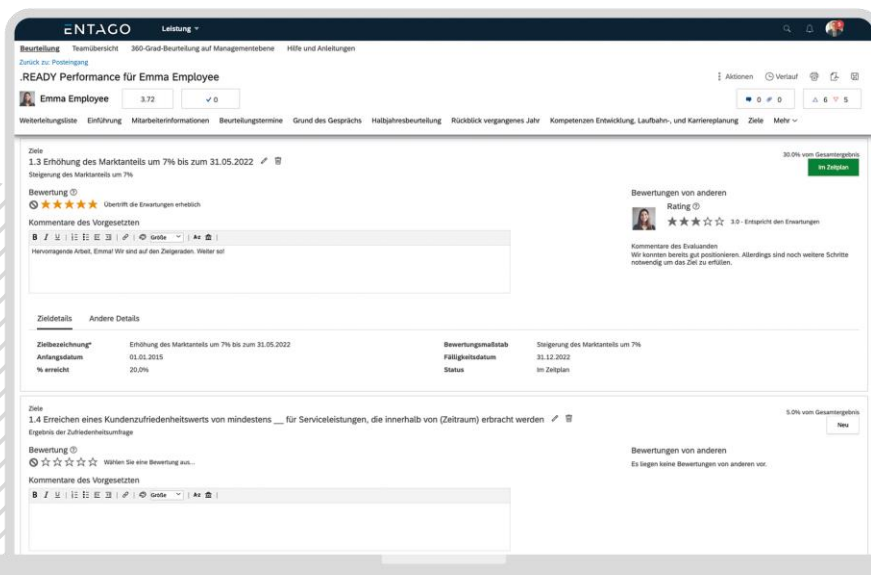 ENTAGO Leistung
Beurteilung Teamübersicht 360-Grad-Beurteilung auf Managementebene Hilfe und Anleitungen
Zurück zu: Posteingang
.READY Performance für Emma Employee
Aktionen Verlauf
Emma Employee 3.72 0 0 0 6 5
Weiterleitungsliste Einführung Mitarbeiterinformationen Beurteilungstermine Grund des Gesprächs Halbjahresbeurteilung Rückblick vergangenes Jahr Kompetenzen Entwicklung, Laufbahn-, und Karriereplanung Ziele Mehr
Ziele
30.0% vom Gesamtergebnis
1.3 Erhöhung des Marktanteils um 7% bis zum 31.05.2022
Im Zeitplan
Steigerung des Marktanteils um 7%
Bewertung
Übertrifft die Erwartungen erheblich
Kommentare des Vorgesetzten
B I U Größe
Hervorragende Arbeit, Emma! Wir sind auf den Zielgeraden. Weiter so!
Bewertungen von anderen
Rating
3.0 - Entspricht den Erwartungen
Kommentare des Evaluanden
Wir konnten bereits gut positionieren. Allerdings sind noch weitere Schritte
notwendig um das Ziel zu erfüllen.
Zieldetails Andere Details
Zielbezeichnung* Erhöhung des Marktanteils um 7% bis zum 31.05.2022 Bewertungsmaßstab Steigerung des Marktanteils um 7%
Anfangsdatum 01.01.2015 Fälligkeitsdatum 31.12.2022
% erreicht 20,0% Status Im Zeitplan
Ziele
5.0% vom Gesamtergebnis
1.4 Erreichen eines Kundenzufriedenheitswerts von mindestens __ für Serviceleistungen, die innerhalb von (Zeitraum) erbracht werden
Neu
Ergebnis der Zufriedenheitsumfrage
Bewertung
Wählen Sie eine Bewertung aus...
Kommentare des Vorgesetzten
B I U Größe
Bewertungen von anderen
Es liegen keine Bewertungen von anderen vor.